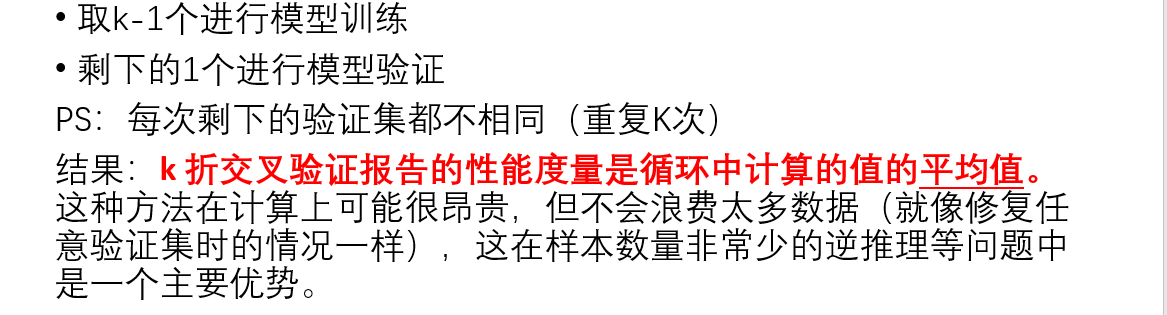 • 取k-1个进行模型训练
• 剩下的1个进行模型验证
PS：每次剩下的验证集都不相同（重复K次）
结果：k 折交叉验证报告的性能度量是循环中计算的值的平均值。
这种方法在计算上可能很昂贵，但不会浪费太多数据（就像修复任
意验证集时的情况一样），这在样本数量非常少的逆推理等问题中
是一个主要优势。